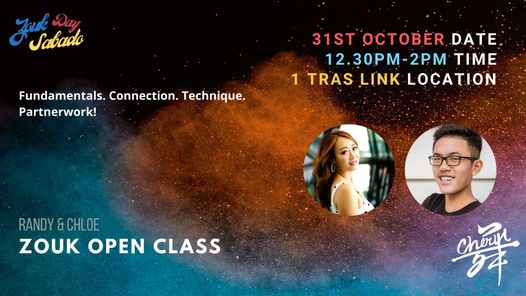 Zouk Day
Sabado
31ST OCTOBER DATE
12.30PM-2PM TIME
1 TRAS LINK LOCATION
Fundamentals. Connection. Technique.
Partnerwork!
RANDY & CHLOE
ZOUK OPEN CLASS